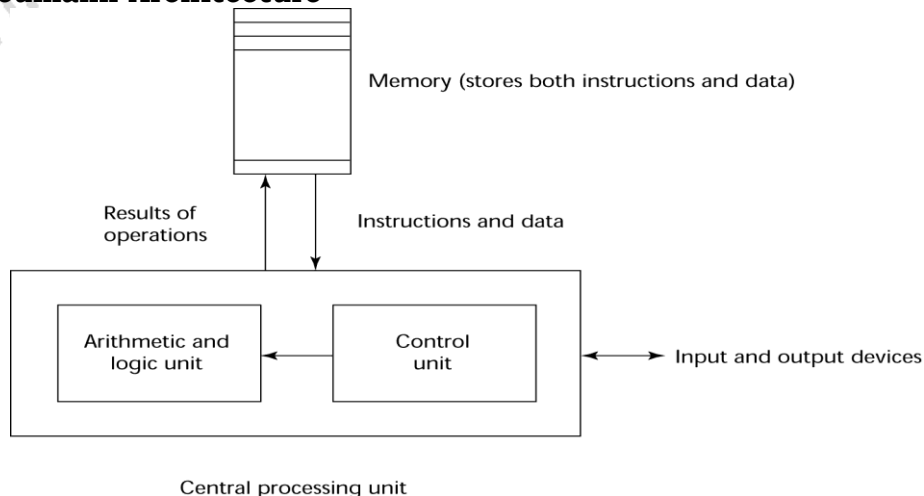 Architecture
Memory (stores both instructions and data)
Results of
operations
Instructions and data
Arithmetic and
logic unit
Control
unit
Input and output devices
Central processing unit